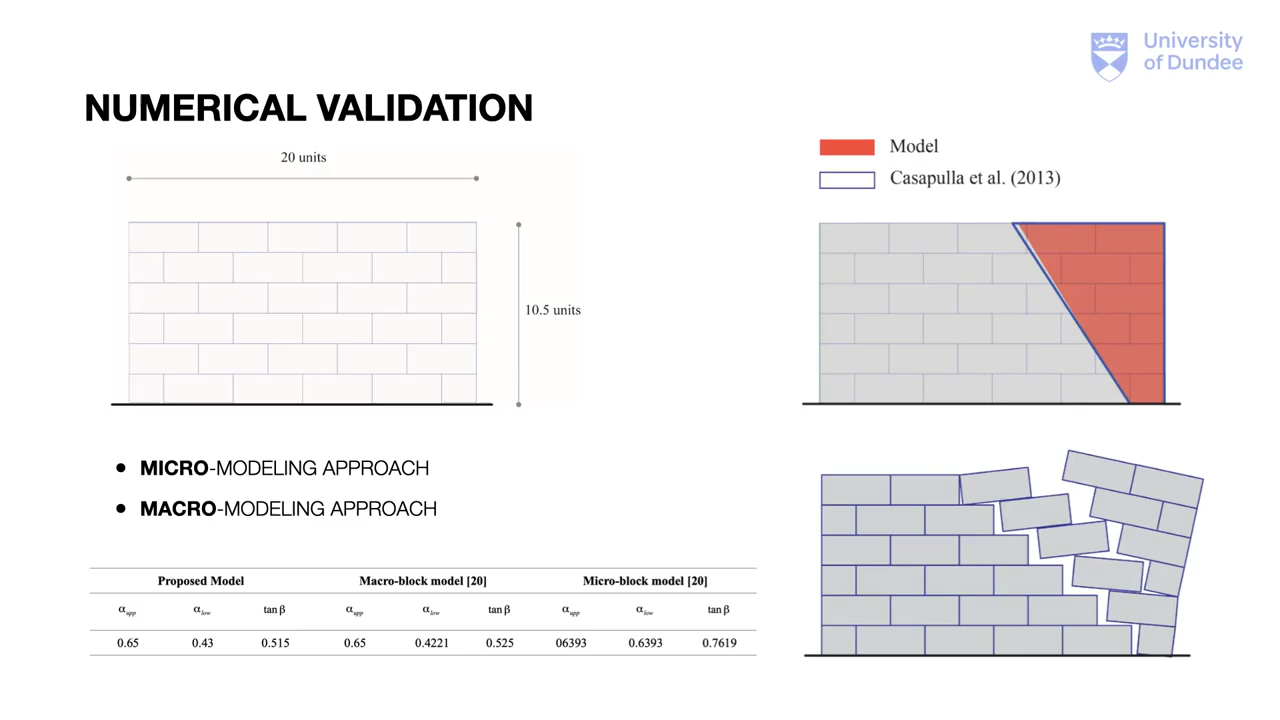 University
of Dundee
NUMERICAL VALIDATION
20 units
10.5 units
Model
Casapulla et al. (2013)
● MICRO-MODELING APPROACH
● MACRO-MODELING APPROACH
Proposed Model Macro-block model [20] Micro-block model [20]
αupp αlow tan β αupp αlow tan β αupp αlow tan β
0.65 0.43 0.515 0.65 0.4221 0.525 06393 0.6393 0.7619